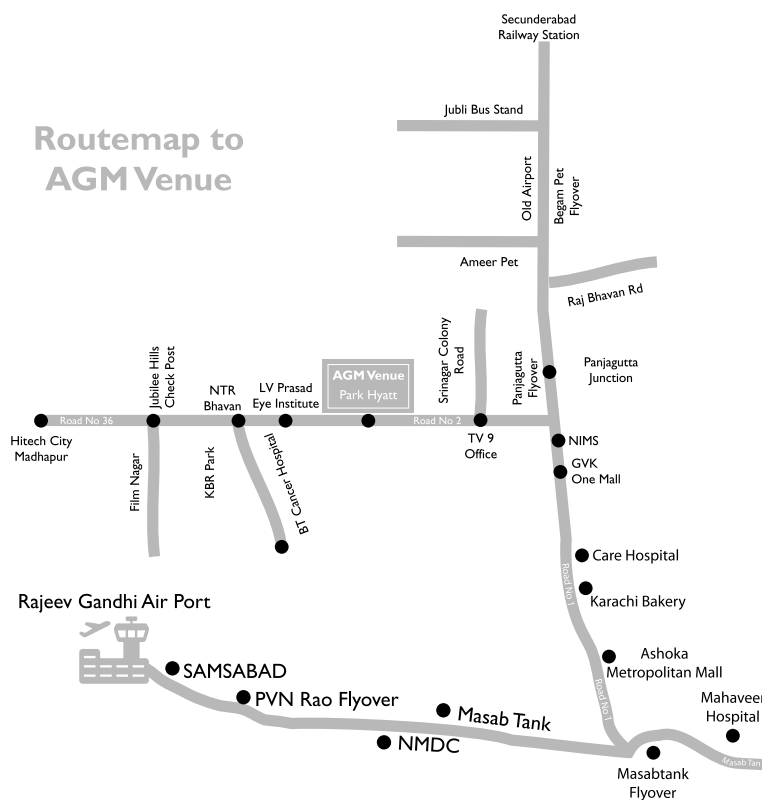 Secunderabad
Railway Station
Jubli Bus Stand
Routemap to
AGM Venue
Old Airport
Begam Pet
Flyover
Ameer Pet
Raj Bhavan Rd
Srinagar Colony
Road
Panjagutta
Flyover
Panjagutta
Junction
Jubilee Hills
Check Post
NTR
Bhavan
LV Prasad
Eye Institute
AGM Venue
Park Hyatt
Road No 36
Road No 2
Hitech City
Madhapur
TV 9
Office
NIMS
GVK
One Mall
Film Nagar
KBR Park
BT Cancer Hospital
Care Hospital
Road No 1
Karachi Bakery
Rajeev Gandhi Air Port
Ashoka
Metropolitan Mall
SAMSABAD
Road No 1
PVN Rao Flyover
Mahaveer
Hospital
Masab Tank
NMDC
Masab Tan
Masabtank
Flyover